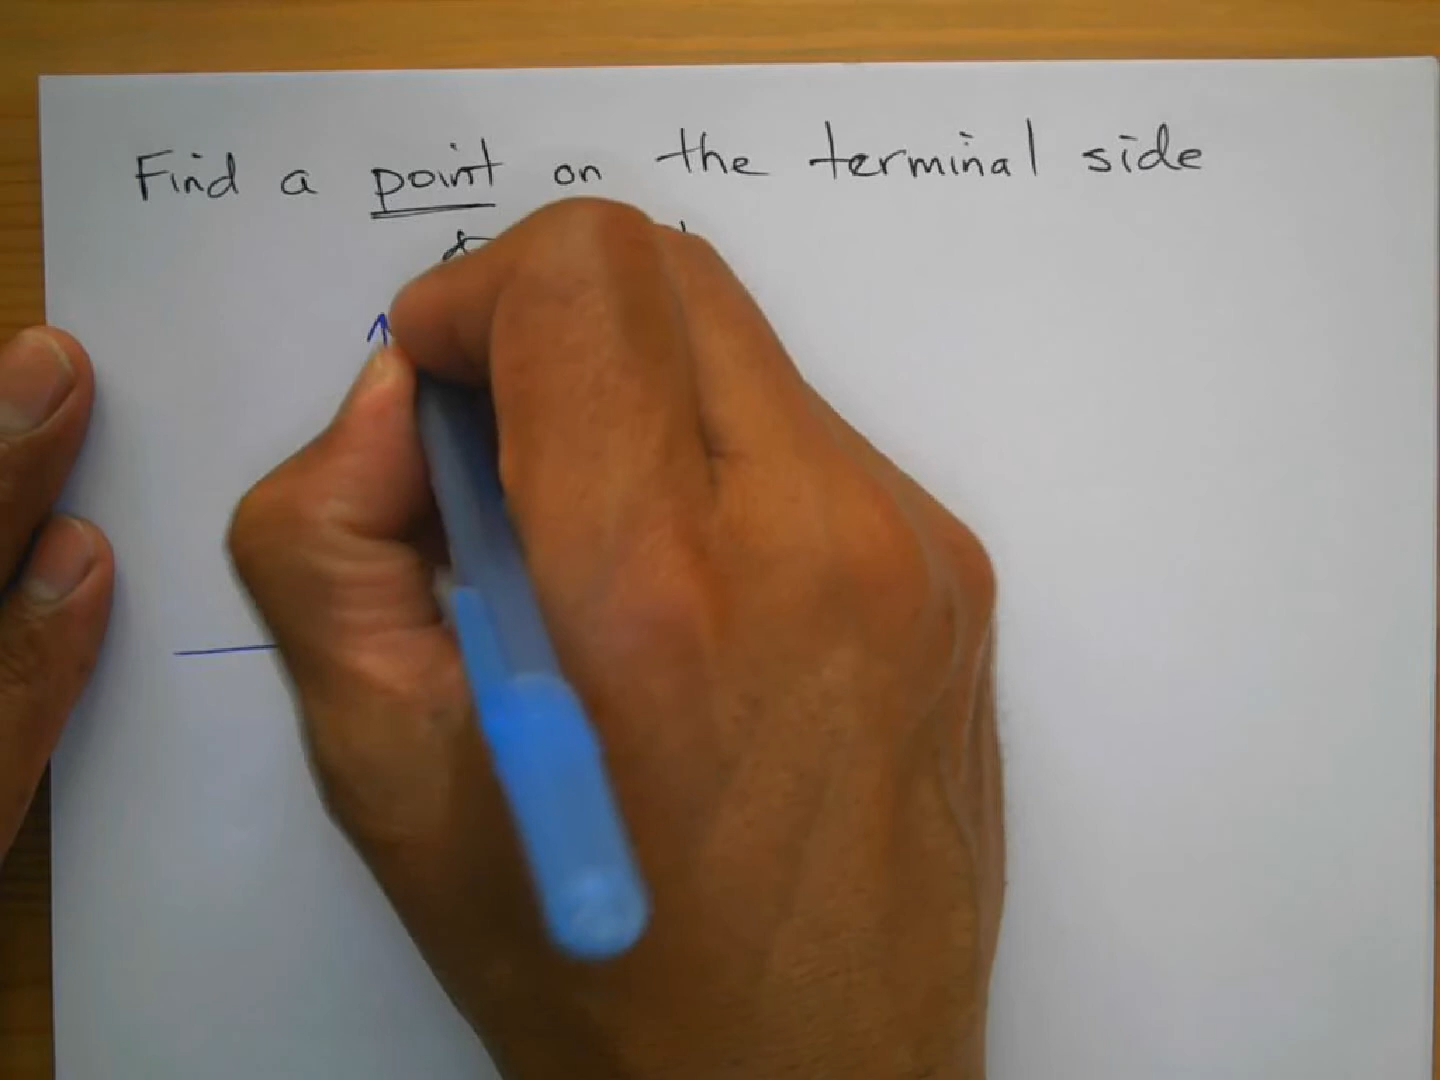 Find a point on the terminal side